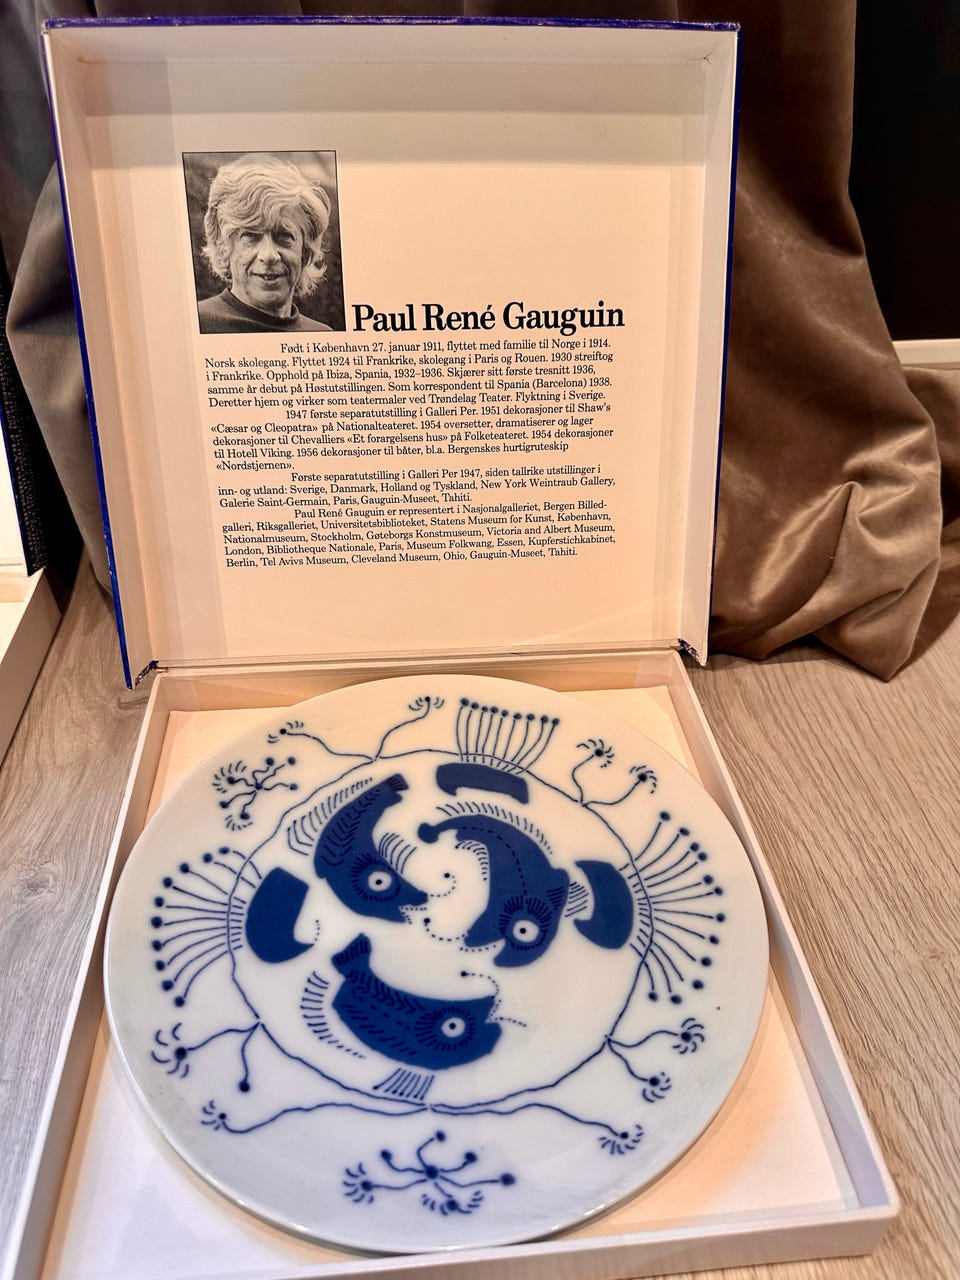 Paul René Gauguin
Født i København 27. januar 1911, flyttet med familie til Norge i 1914.
Norsk skolegang. Flyttet 1924 til Frankrike, skolegang i Paris og Rouen. 1930 streiftog
i Frankrike. Opphold på Ibiza, Spania, 1932–1936. Skjærer sitt første tresnitt 1936,
samme år debut på Høstutstillingen. Som korrespondent til Spania (Barcelona) 1938.
Deretter hjem og virker som teatermaler ved Trøndelag Teater. Flyktning i Sverige.
1947 første separatutstilling i Galleri Per. 1951 dekorasjoner til Shaw's
«Cæsar og Cleopatra» på Nationalteateret. 1954 oversetter, dramatiserer og lager
dekorasjoner til Chevalliers «Et forargelsens hus» på Folketeateret. 1954 dekorasjoner
til Hotell Viking. 1956 dekorasjoner til båter, bl.a. Bergenskes hurtigruteskip
«Nordstjernen».
Første separatutstilling i Galleri Per 1947, siden tallrike utstillinger i
inn- og utland: Sverige, Danmark, Holland og Tyskland, New York Weintraub Gallery,
Galerie Saint-Germain, Paris, Gauguin-Museet, Tahiti.
Paul René Gauguin er representert i Nasjonalgalleriet, Bergen Billed-
galleri, Riksgalleriet, Universitetsbiblioteket, Statens Museum for Kunst, København,
Nationalmuseum, Stockholm, Gøteborgs Konstmuseum, Victoria and Albert Museum,
London, Bibliotheque Nationale, Paris, Museum Folkwang, Essen, Kupferstichkabinet,
Berlin, Tel Avivs Museum, Cleveland Museum, Ohio, Gauguin-Museet, Tahiti.